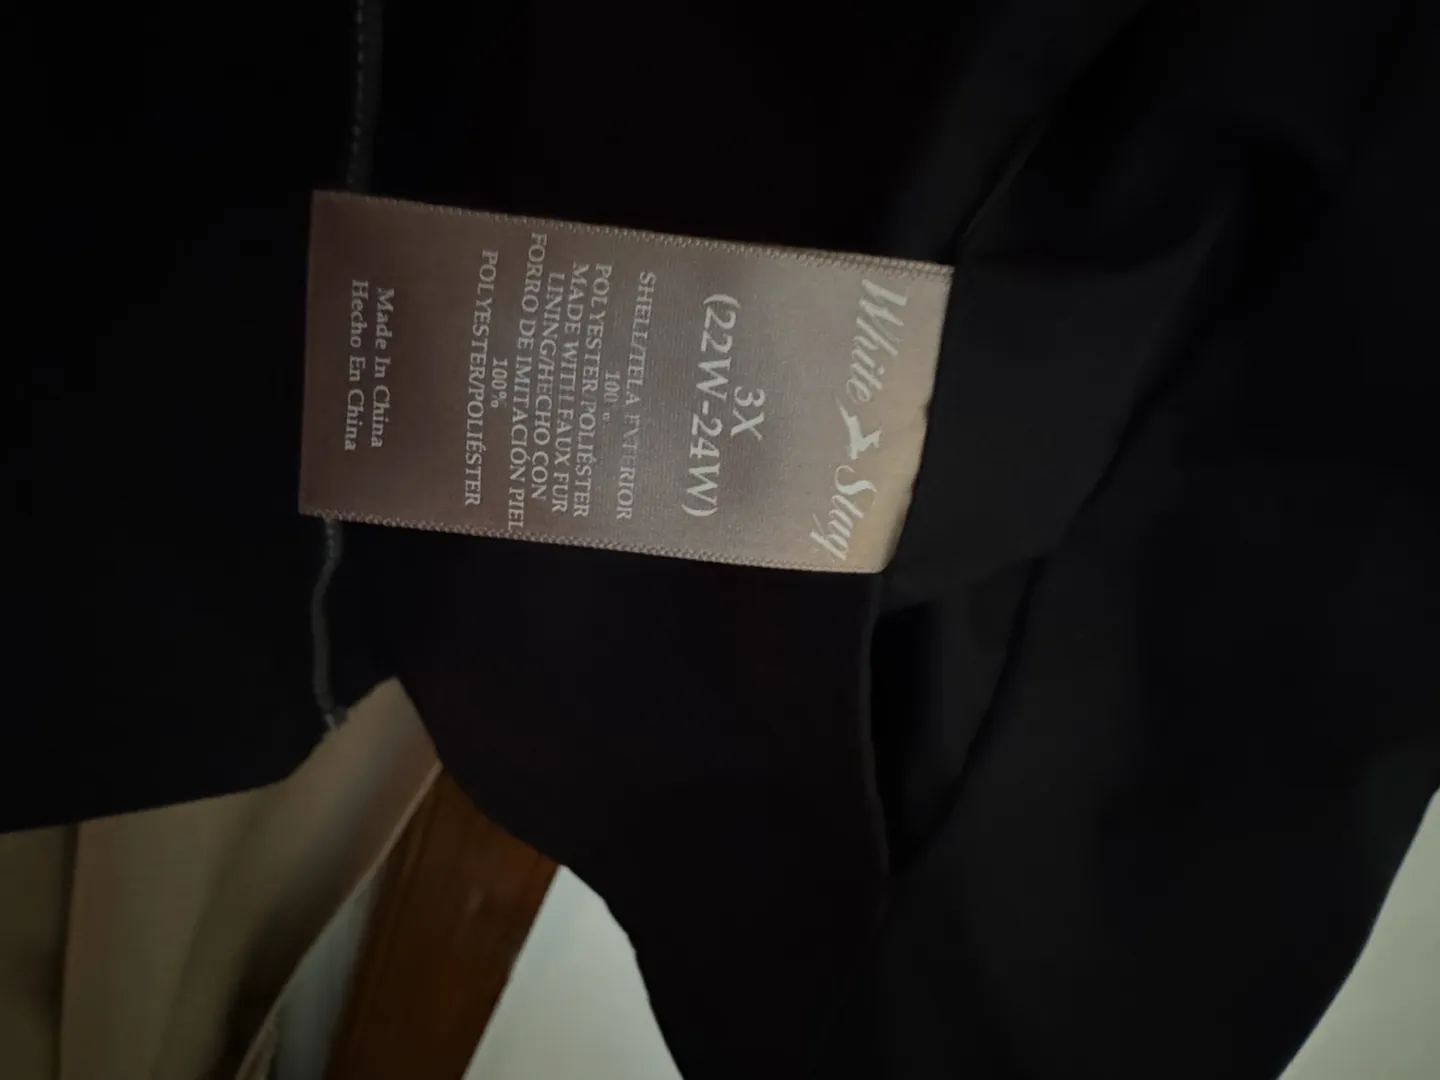 White Stag
3X
(22W-24W)
SHELL/TELA EXTERIOR
100%
POLYESTER/POLIÉSTER
MADE WITH FAUX FUR
LINING/HECHO CON
FORRO DE IMITACIÓN PIEL
100%
POLYESTER/POLIÉSTER
Made In China
Hecho En China